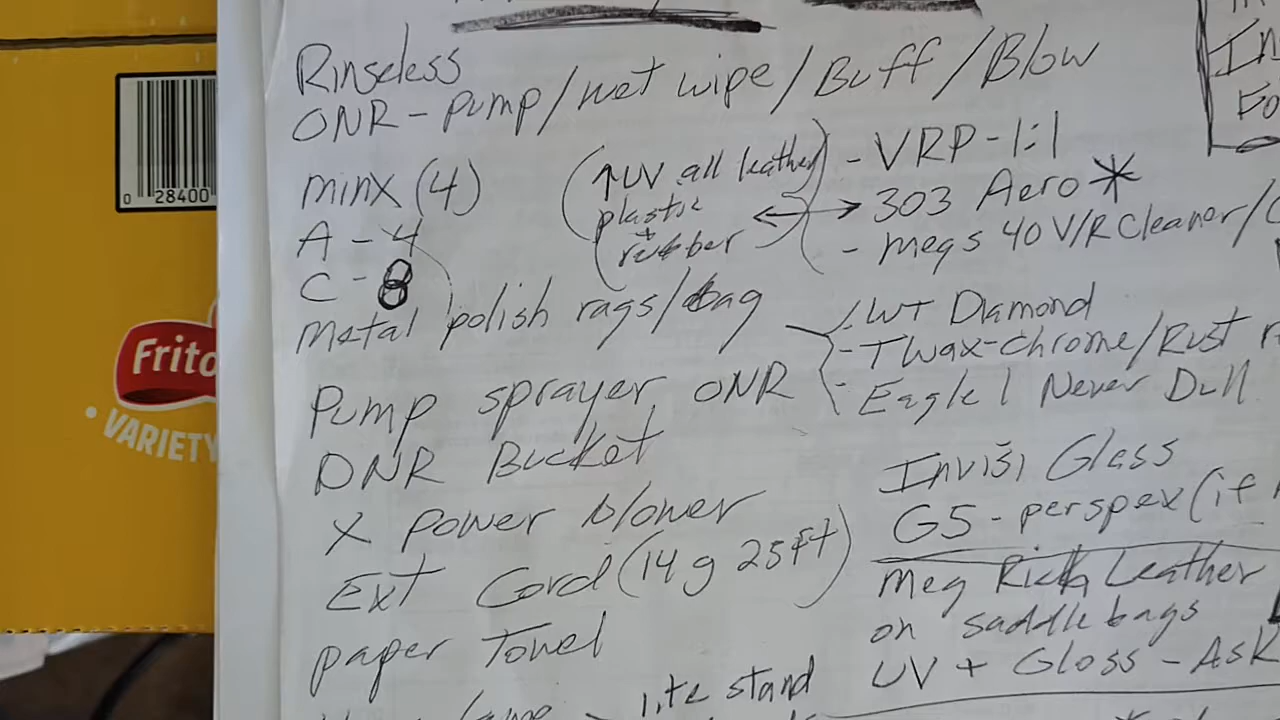 Rinseless
ONR - Pump/wet wipe/Buff/Blow
minx (4)
A - 4
C - 8
Metal polish rags/bag
Pump sprayer ONR
ONR Bucket
X Power blower
Ext Cord (14 g 25 ft)
paper Towel
lite stand
(↑UV all leather)
plastic
+
rubber
- VRP - 1:1
303 Aero*
- Megs 40 V/R Cleaner/C
WT Diamond
- TWax - chrome/Rust r
- Eagle 1 Never Dull
Invisi Glass
G5 - perspex (if
Meg Rich Leather
on saddle bags
UV + Gloss - Ask
In
Fo
0 28400
Frito
• VARIETY